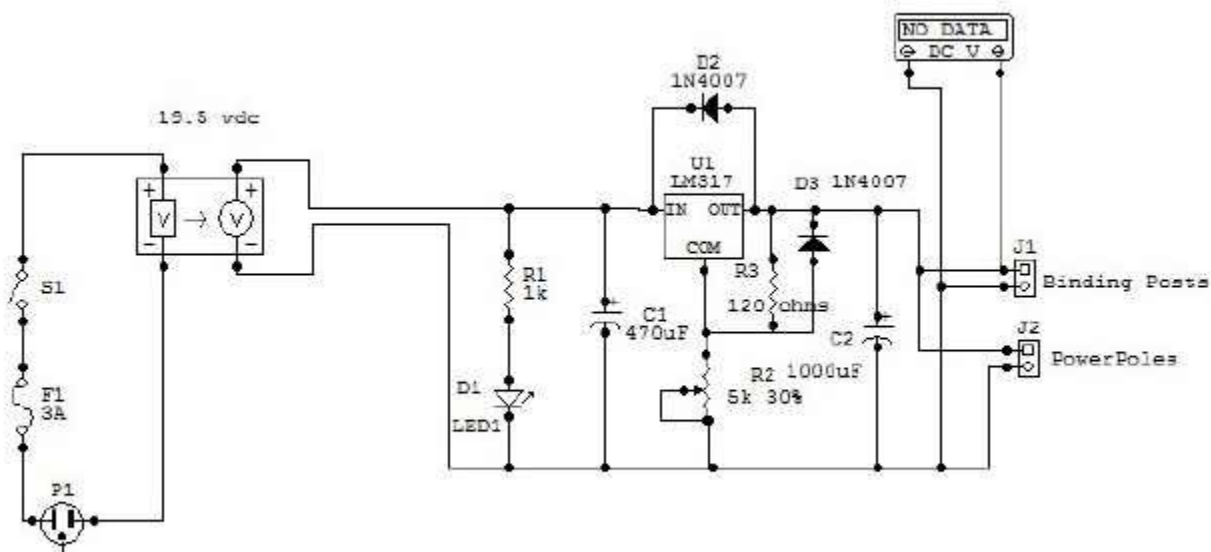 NO DATA
DC V
D2
1N4007
19.5 vdc
U1
LM317
D3 1N4007
+ +
IN OUT
V → V
COM
− −
J1
R3
S1
R1
1k
Binding Posts
120 ohms
+
+
C1
470uF
J2
C2
PowerPoles
R2
1000uF
D1
F1
3A
5k 30%
LED1
P1